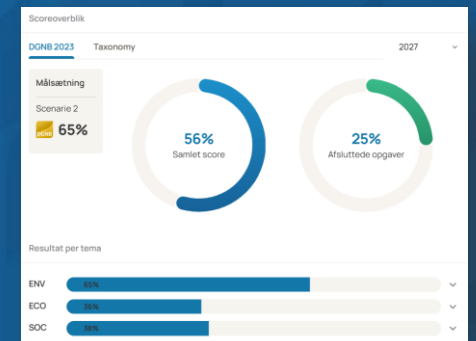 Scoreoverblik
DGNB 2023 Taxonomy 2027
Målsætning
Scenarie 2
DGNB 65%
56%
Samlet score
25%
Afsluttede opgaver
Resultat per tema
ENV 65%
ECO 36%
SOC 38%